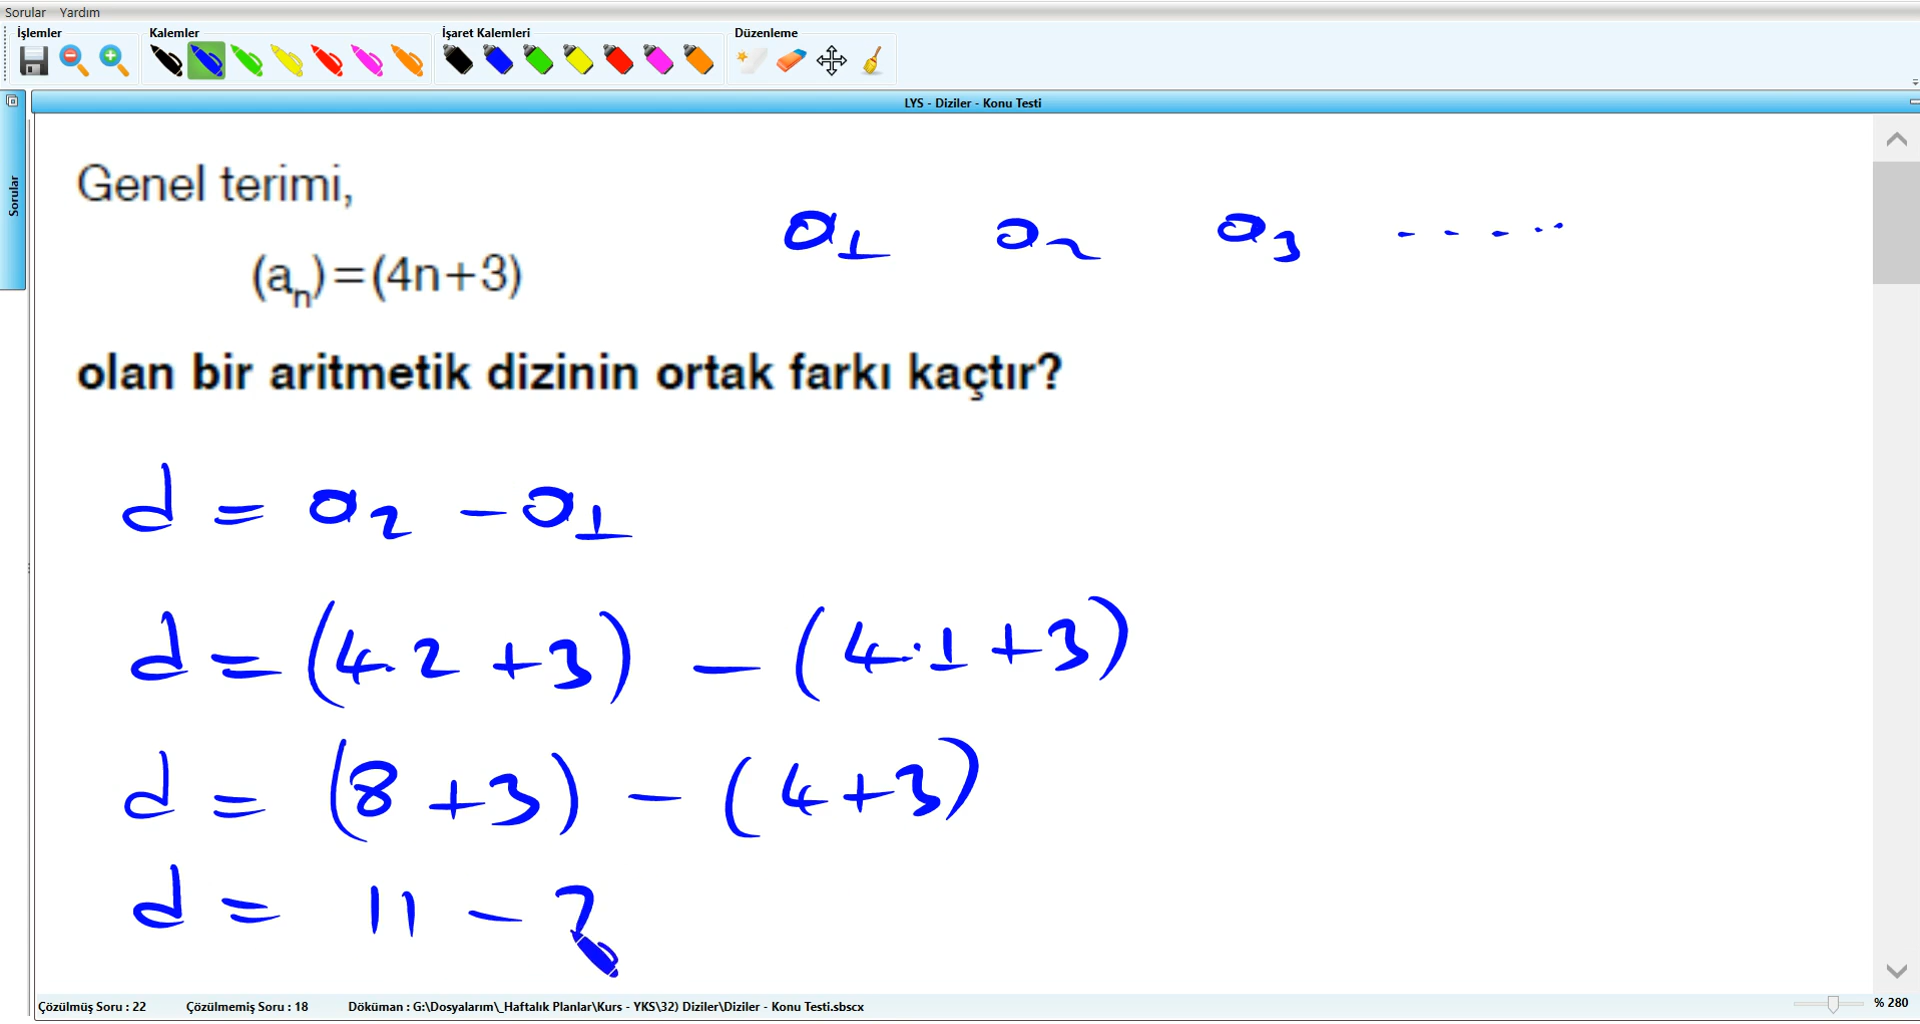 Sorular Yardım
İşlemler Kalemler İşaret Kalemleri Düzenleme
LYS - Diziler - Konu Testi
Sorular
Genel terimi,
a₁ a₂ a₃ .....
(aₙ)=(4n+3)
olan bir aritmetik dizinin ortak farkı kaçtır?
d = a₂ - a₁
d = (4.2 + 3) - (4.1 + 3)
d = (8 + 3) - (4 + 3)
d = 11 - 7
Çözülmüş Soru : 22 Çözülmemiş Soru : 18 Döküman : G:\Dosyalarım\_Haftalık Planlar\Kurs - YKS\32) Diziler\Diziler - Konu Testi.sbscx % 280